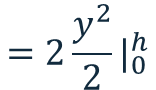 = 2 y²/2 |₀ʰ